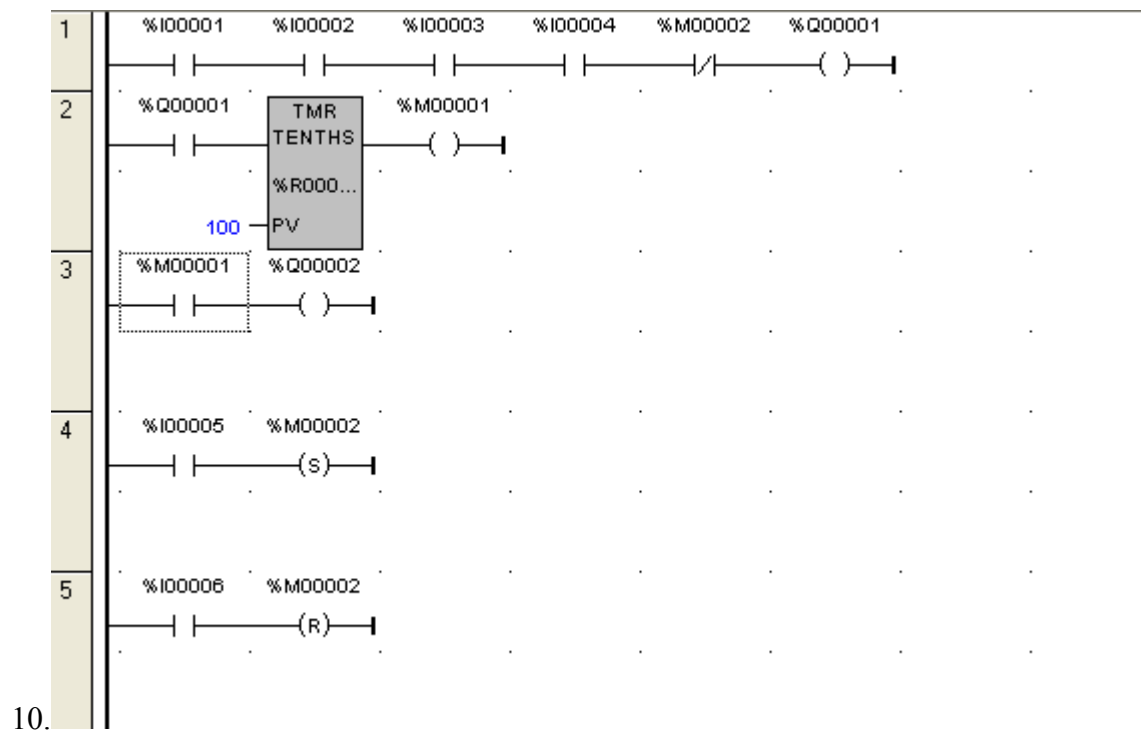 1 %I00001 %I00002 %I00003 %I00004 %M00002 %Q00001
2 %Q00001 TMR %M00001
TENTHS
%R000...
100 PV
3 %M00001 %Q00002
4 %I00005 %M00002
S
5 %I00006 %M00002
R
10.